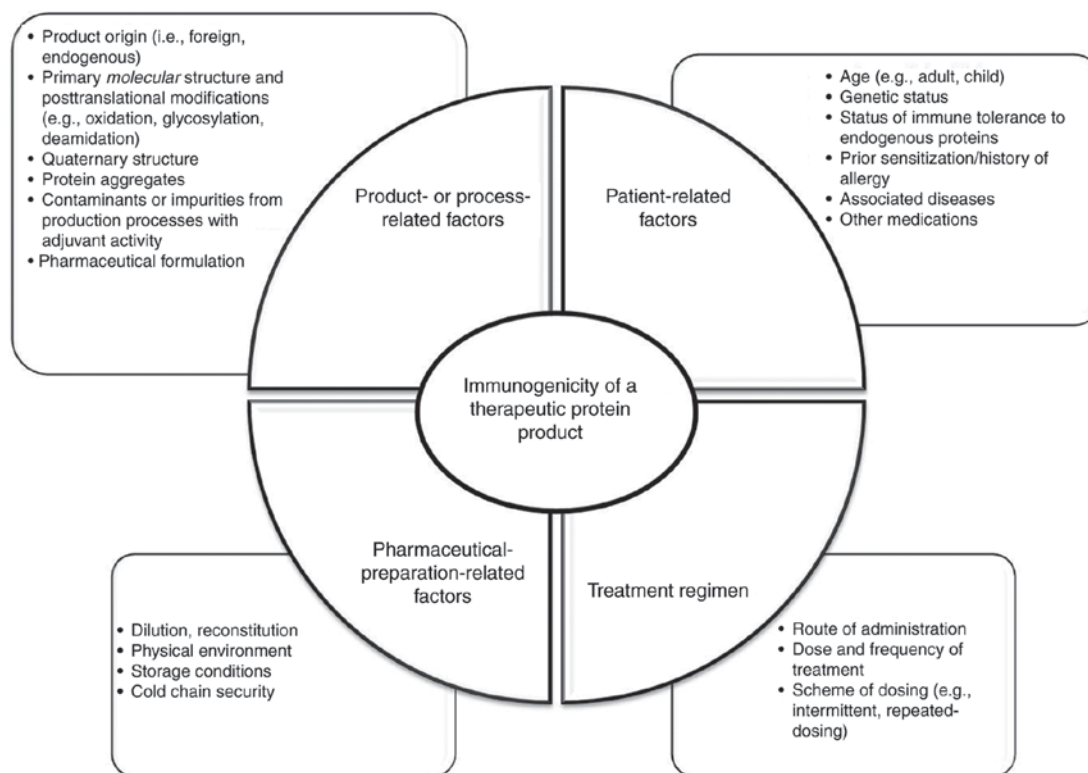 • Product origin (i.e., foreign,
endogenous)
• Primary molecular structure and
posttranslational modifications
(e.g., oxidation, glycosylation,
deamidation)
• Quaternary structure
• Protein aggregates
• Contaminants or impurities from
production processes with
adjuvant activity
• Pharmaceutical formulation
Product- or process-
related factors
Patient-related
factors
• Age (e.g., adult, child)
• Genetic status
• Status of immune tolerance to
endogenous proteins
• Prior sensitization/history of
allergy
• Associated diseases
• Other medications
Immunogenicity of a
therapeutic protein
product
Pharmaceutical-
preparation-related
factors
• Dilution, reconstitution
• Physical environment
• Storage conditions
• Cold chain security
Treatment regimen
• Route of administration
• Dose and frequency of
treatment
• Scheme of dosing (e.g.,
intermittent, repeated-
dosing)